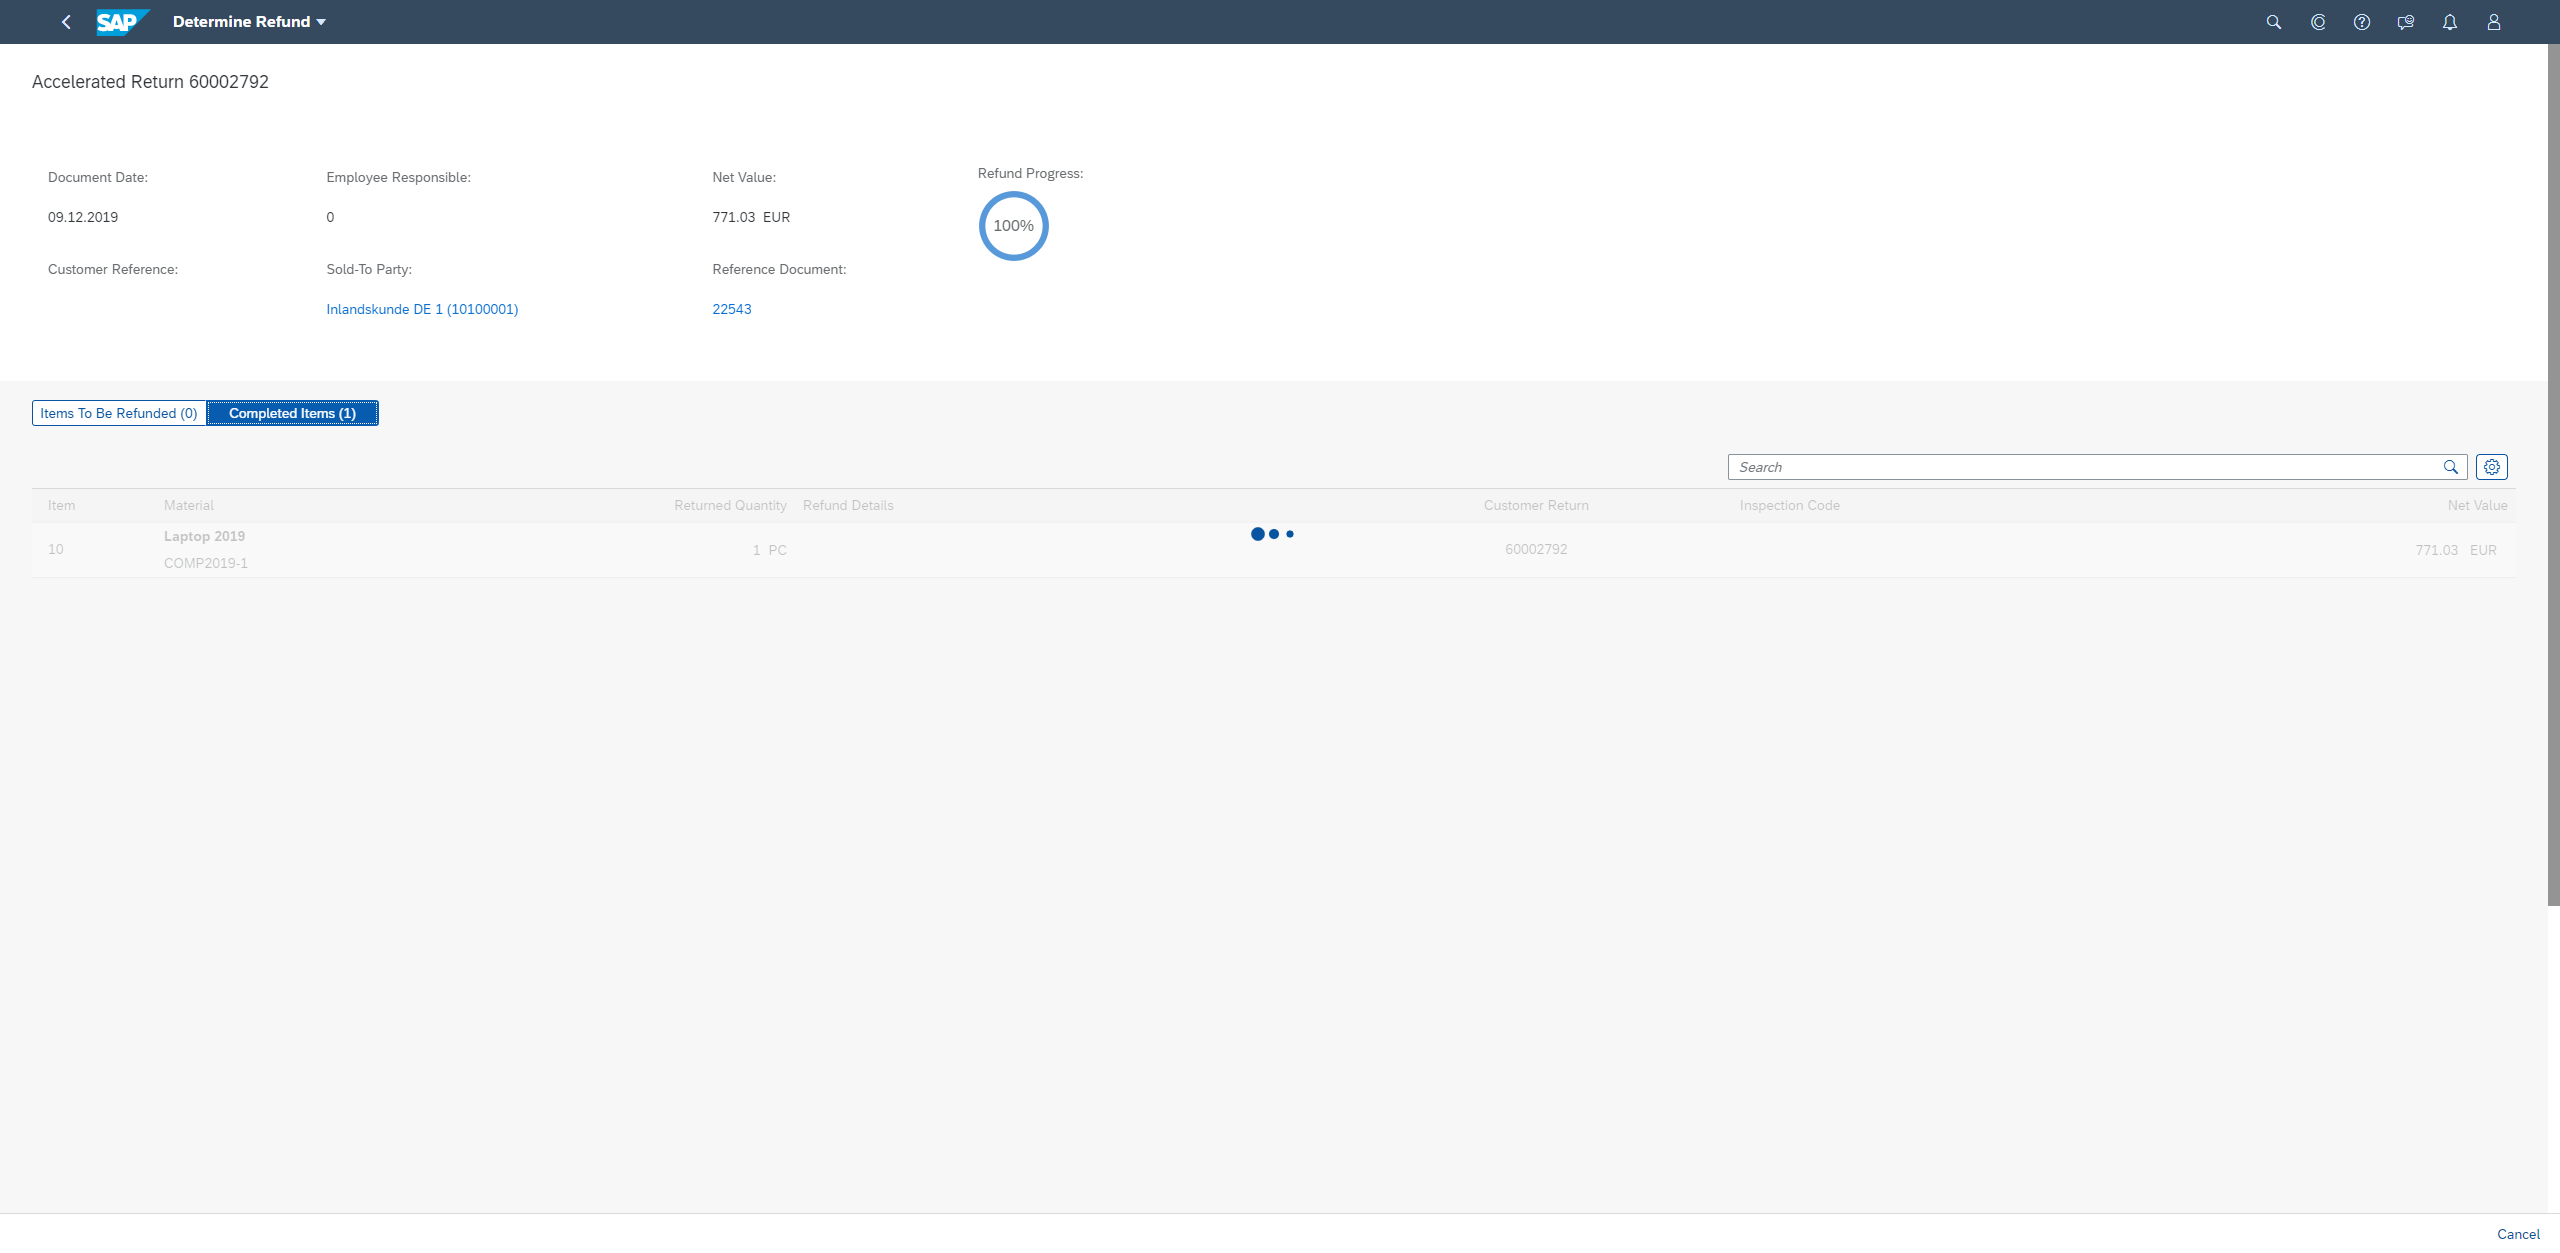 SAP Determine Refund
Accelerated Return 60002792
Document Date: Employee Responsible: Net Value: Refund Progress:
09.12.2019 0 771.03 EUR 100%
Customer Reference: Sold-To Party: Reference Document:
Inlandskunde DE 1 (10100001) 22543
Items To Be Refunded (0) Completed Items (1)
Search
Item Material Returned Quantity Refund Details Customer Return Inspection Code Net Value
10 Laptop 2019 1 PC 60002792 771.03 EUR
COMP2019-1
Cancel